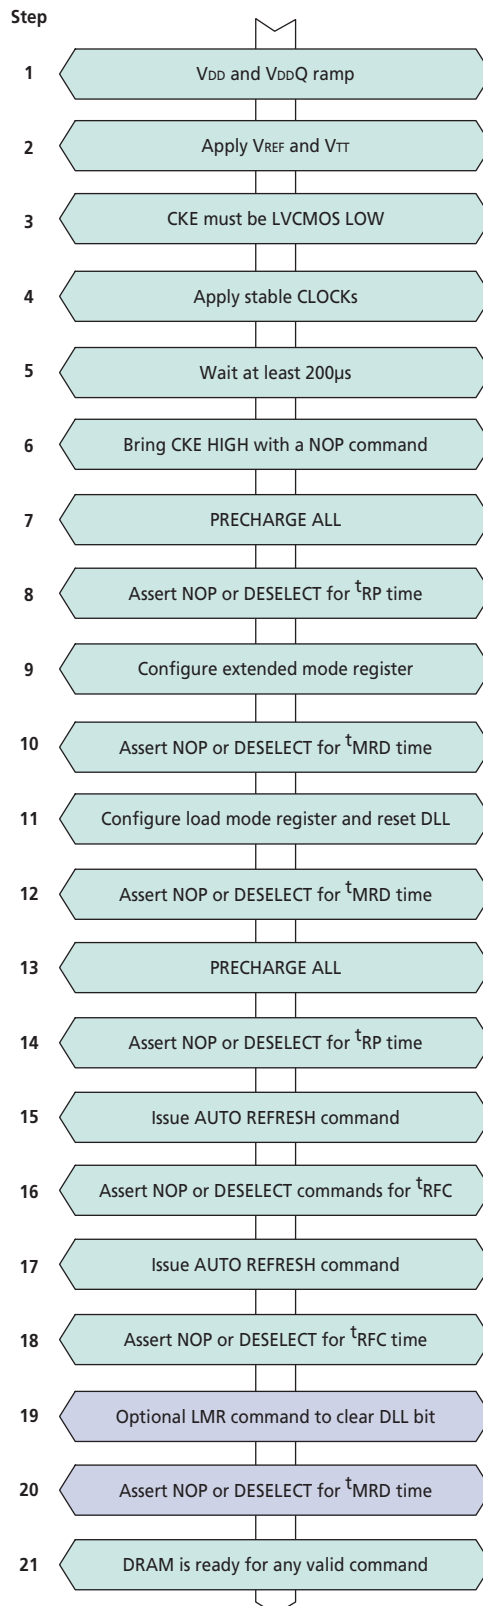 Step
1 VDD and VDDQ ramp
2 Apply VREF and VTT
3 CKE must be LVCMOS LOW
4 Apply stable CLOCKs
5 Wait at least 200µs
6 Bring CKE HIGH with a NOP command
7 PRECHARGE ALL
8 Assert NOP or DESELECT for tRP time
9 Configure extended mode register
10 Assert NOP or DESELECT for tMRD time
11 Configure load mode register and reset DLL
12 Assert NOP or DESELECT for tMRD time
13 PRECHARGE ALL
14 Assert NOP or DESELECT for tRP time
15 Issue AUTO REFRESH command
16 Assert NOP or DESELECT commands for tRFC
17 Issue AUTO REFRESH command
18 Assert NOP or DESELECT for tRFC time
19 Optional LMR command to clear DLL bit
20 Assert NOP or DESELECT for tMRD time
21 DRAM is ready for any valid command